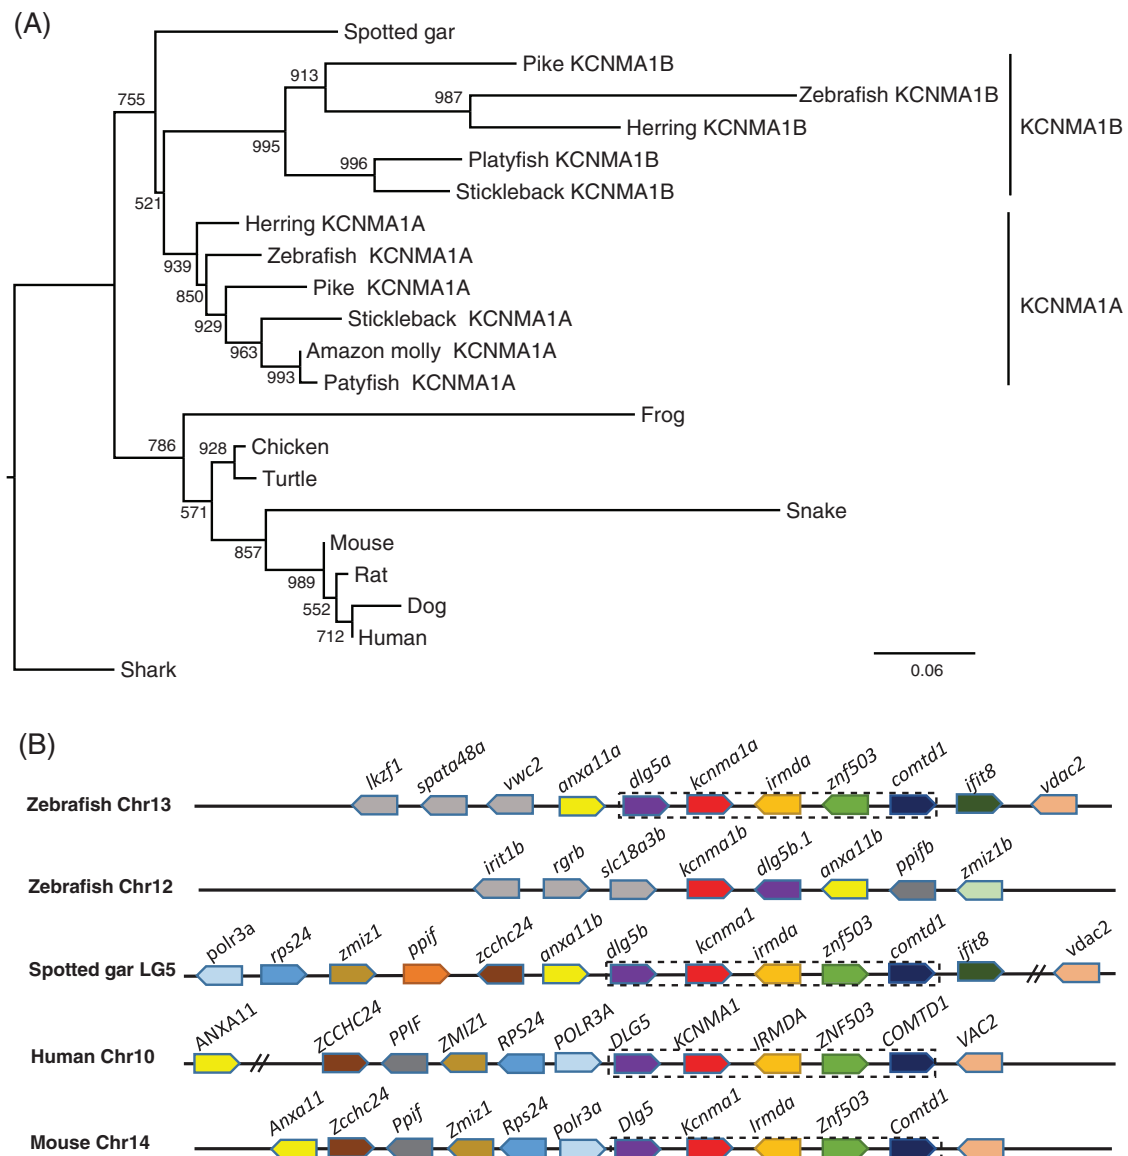 (A)
Spotted gar
Pike KCNMA1B
913
Zebrafish KCNMA1B
987
755
Herring KCNMA1B
KCNMA1B
995
Platyfish KCNMA1B
996
Stickleback KCNMA1B
521
Herring KCNMA1A
Zebrafish KCNMA1A
939
Pike KCNMA1A
850
KCNMA1A
Stickleback KCNMA1A
929
Amazon molly KCNMA1A
963
Patyfish KCNMA1A
993
Frog
786
928
Chicken
Turtle
571
Snake
857
Mouse
989
Rat
552
Dog
712
Human
Shark
0.06
(B)
lkzf1 spata48a vwc2 anxa11a dlg5a kcnma1a irmda znf503 comtd1 ifit8 vdac2
Zebrafish Chr13
irit1b rgrb slc18a3b kcnma1b dlg5b.1 anxa11b ppifb zmiz1b
Zebrafish Chr12
polr3a rps24 zmiz1 ppif zcchc24 anxa11b dlg5b kcnma1 irmda znf503 comtd1 ifit8 vdac2
Spotted gar LG5
ANXA11 ZCCHC24 PPIF ZMIZ1 RPS24 POLR3A DLG5 KCNMA1 IRMDA ZNF503 COMTD1 VAC2
Human Chr10
Anxa11 Zcchc24 Ppif Zmiz1 Rps24 Polr3a Dlg5 Kcnma1 Irmda Znf503 Comtd1
Mouse Chr14